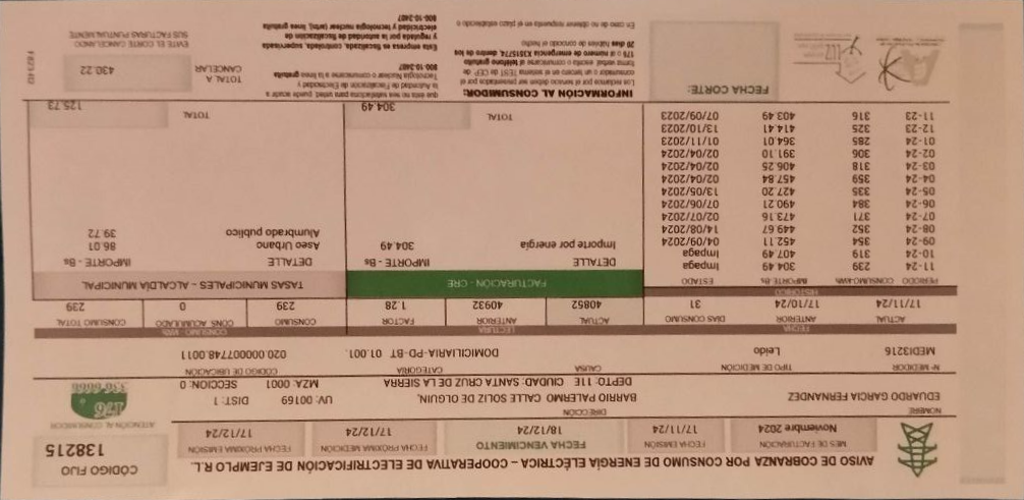 AVISO DE COBRANZA POR CONSUMO DE ENERGÍA ELÉCTRICA – COOPERATIVA DE ELECTRIFICACIÓN DE EJEMPLO R.L.
CÓDIGO FIJO
138215
MES DE FACTURACIÓN
Noviembre 2024
FECHA EMISIÓN
17/11/24
FECHA VENCIMIENTO
18/12/24
FECHA PRÓXIMA MEDICIÓN
17/12/24
FECHA PRÓXIMA EMISIÓN
17/12/24
ATENCIÓN AL CONSUMIDOR
176
336 6666
NOMBRE
EDUARDO GARCIA FERNANDEZ
DIRECCIÓN
BARRIO PALERMO CALLE SOLIZ DE OLGUIN, UV: 00169 DIST: 1
DEPTO: 11E CIUDAD: SANTA CRUZ DE LA SIERRA MZA: 0001 SECCION: 0
Nº MEDIDOR TIPO DE MEDICIÓN CAUSA CATEGORÍA CÓDIGO DE UBICACIÓN
MEDI3216 Leído DOMICILIARIA-PD-BT 01.001. 020.000007748.0011
FECHA LECTURA CONSUMO - kWh
ACTUAL ANTERIOR DÍAS CONSUMO ACTUAL ANTERIOR FACTOR CONSUMO CONS. ACUMULADO CONSUMO TOTAL
17/11/24 17/10/24 31 40852 40932 1.28 239 0 239
HISTÓRICO
PERIODO CONSUMO-kWh IMPORTE-Bs. ESTADO
11-24 239 304.49 Impaga
10-24 319 407.49 Impaga
09-24 354 452.11 04/09/2024
08-24 352 449.67 14/08/2024
07-24 371 473.16 02/07/2024
06-24 384 490.21 07/06/2024
05-24 335 427.20 13/05/2024
04-24 359 457.84 02/04/2024
03-24 318 406.25 02/04/2024
02-24 306 391.10 02/04/2024
01-24 285 364.01 01/11/2023
12-23 325 414.41 13/10/2023
11-23 316 403.49 07/09/2023
FACTURACIÓN - CRE
DETALLE IMPORTE - Bs
Importe por energía 304.49
TOTAL 304.49
TASAS MUNICIPALES - ALCALDÍA MUNICIPAL
DETALLE IMPORTE - Bs
Aseo Urbano 86.01
Alumbrado publico 39.72
TOTAL 125.73
FECHA CORTE:
INFORMACIÓN AL CONSUMIDOR:
Los reclamos por el servicio deben ser presentados por el
consumidor o un tercero en el sistema TEST de CEF de
forma verbal, escrita o comunicarse al teléfono gratuito
176 o al número de emergencia X3515774, dentro de los
20 días hábiles de conocido el hecho
En caso de no obtener respuesta en el plazo establecido o
que ésta no sea satisfactoria para usted, puede acudir a
la Autoridad de Fiscalización de Electricidad y
Tecnología Nuclear o comunicarse a la línea gratuita
800-10-2407
Esta empresa es fiscalizada, controlada, supervisada
y regulada por la autoridad de fiscalización de
electricidad y tecnología nuclear (aetn), línea gratuita
800-10-2407
TOTAL A
CANCELAR
430.22
EVITE EL CORTE CANCELANDO
SUS FACTURAS PUNTUALMENTE